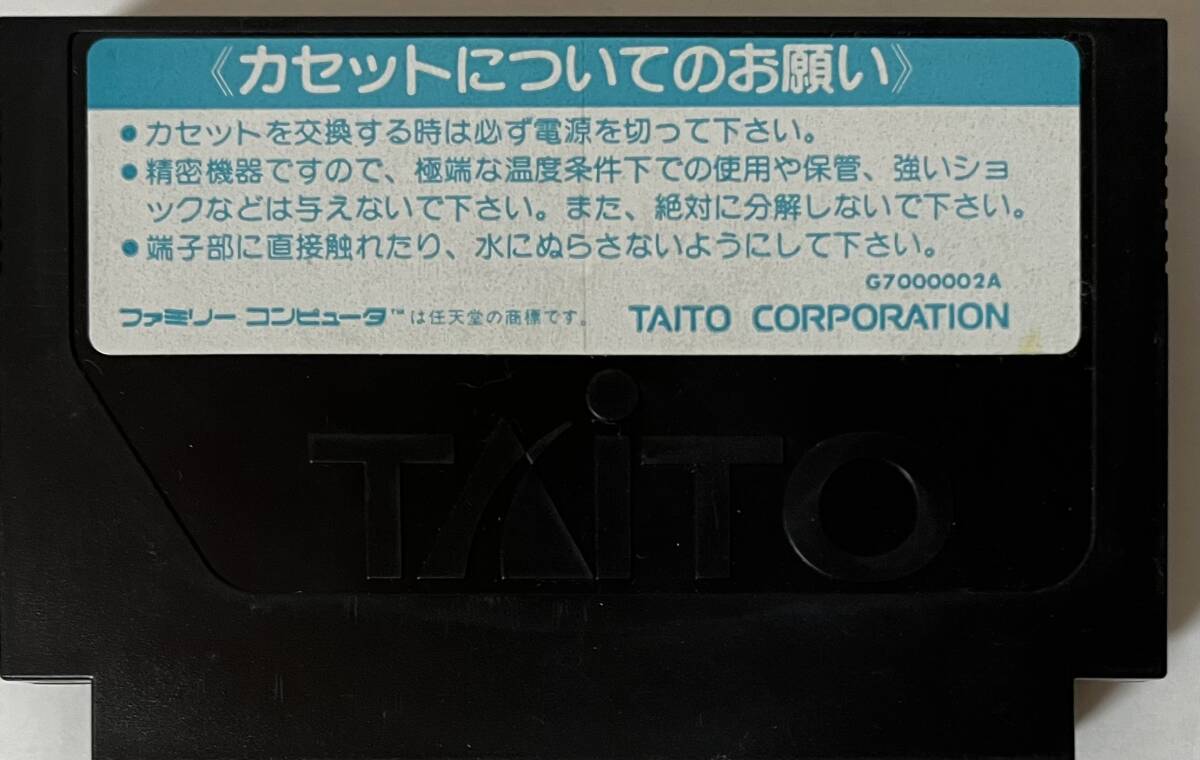 《カセットについてのお願い》
●カセットを交換する時は必ず電源を切って下さい。
●精密機器ですので、極端な温度条件下での使用や保管、強いショ
ックなどは与えないで下さい。また、絶対に分解しないで下さい。
●端子部に直接触れたり、水にぬらさないようにして下さい。
G7000002A
ファミリーコンピュータ™は任天堂の商標です。 TAITO CORPORATION
TAiTO